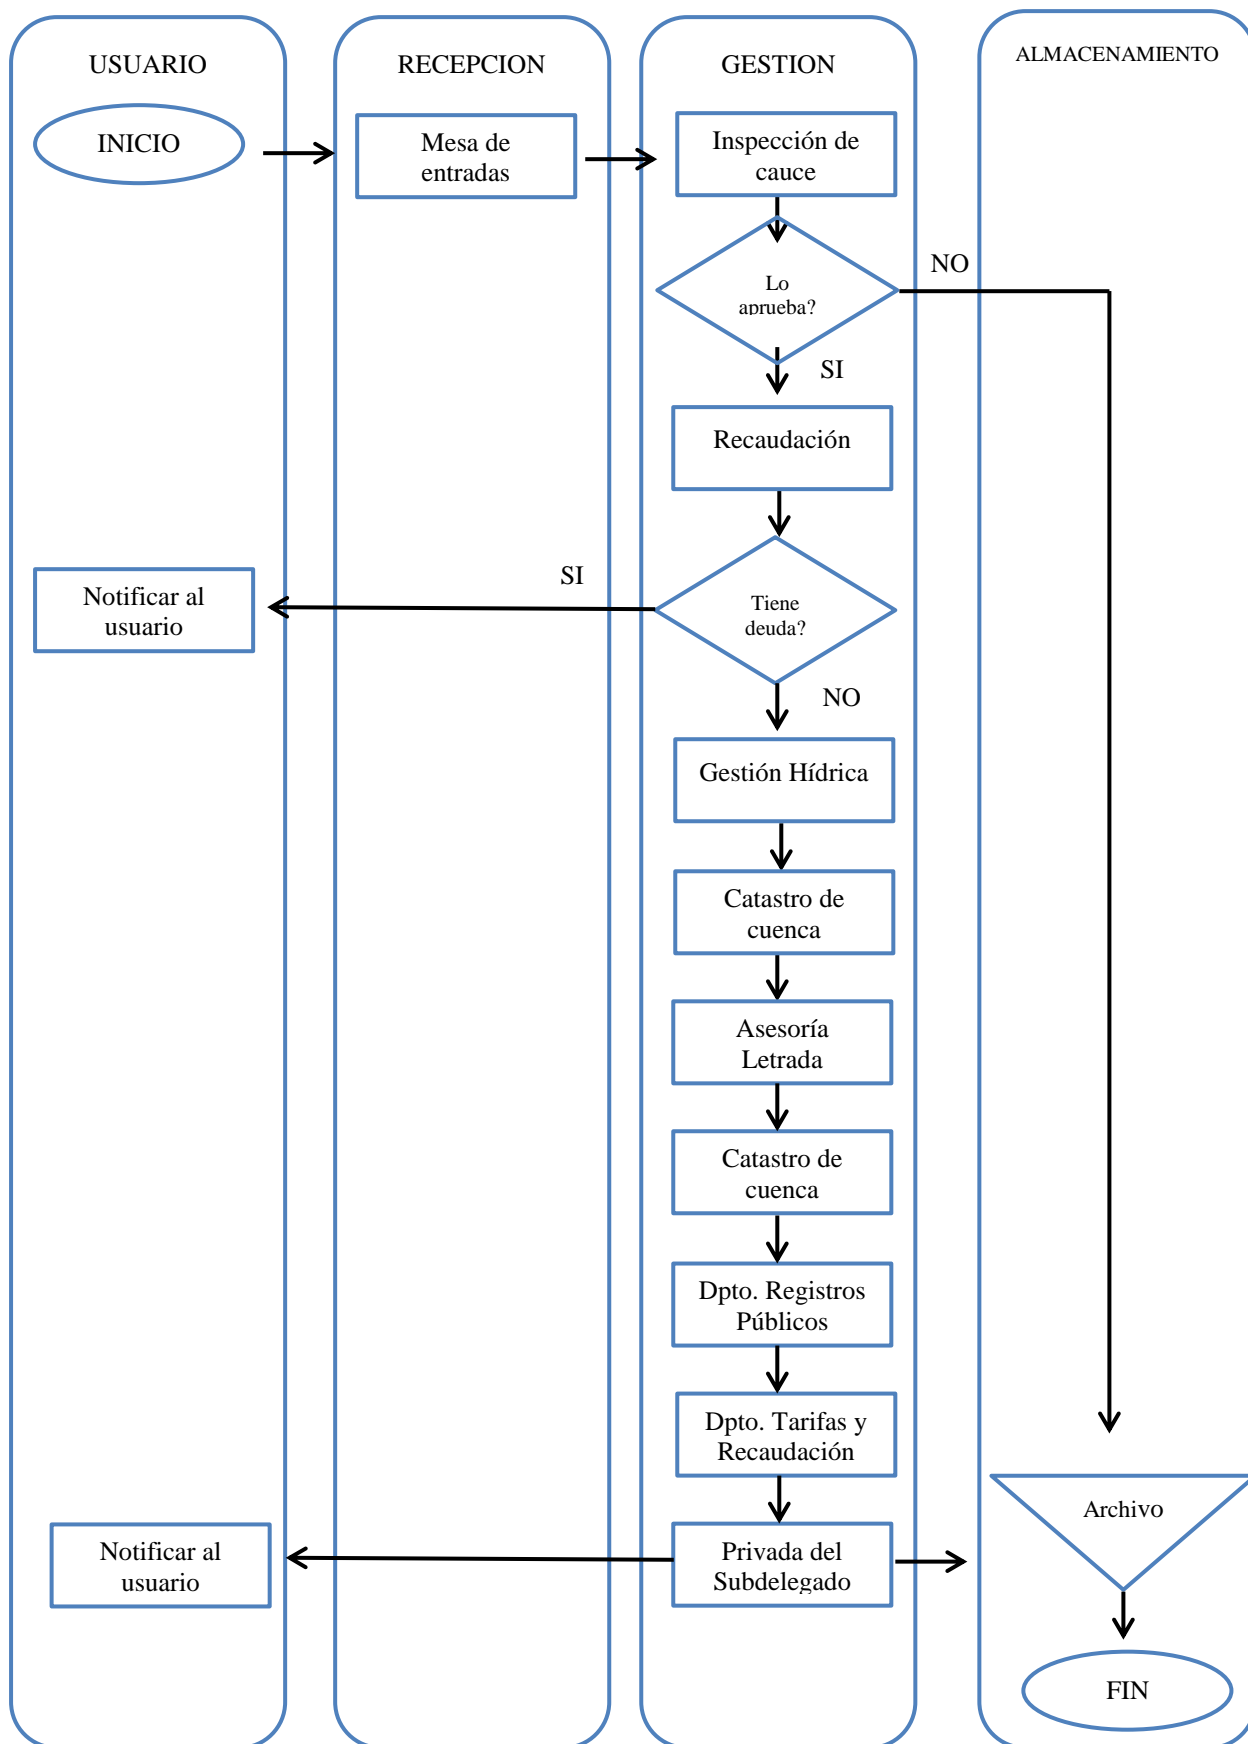 USUARIO
RECEPCION
GESTION
ALMACENAMIENTO
INICIO
Mesa de
entradas
Inspección de
cauce
Lo
aprueba?
NO
SI
Recaudación
Tiene
deuda?
SI
Notificar al
usuario
NO
Gestión Hídrica
Catastro de
cuenca
Asesoría
Letrada
Catastro de
cuenca
Dpto. Registros
Públicos
Dpto. Tarifas y
Recaudación
Privada del
Subdelegado
Notificar al
usuario
Archivo
FIN